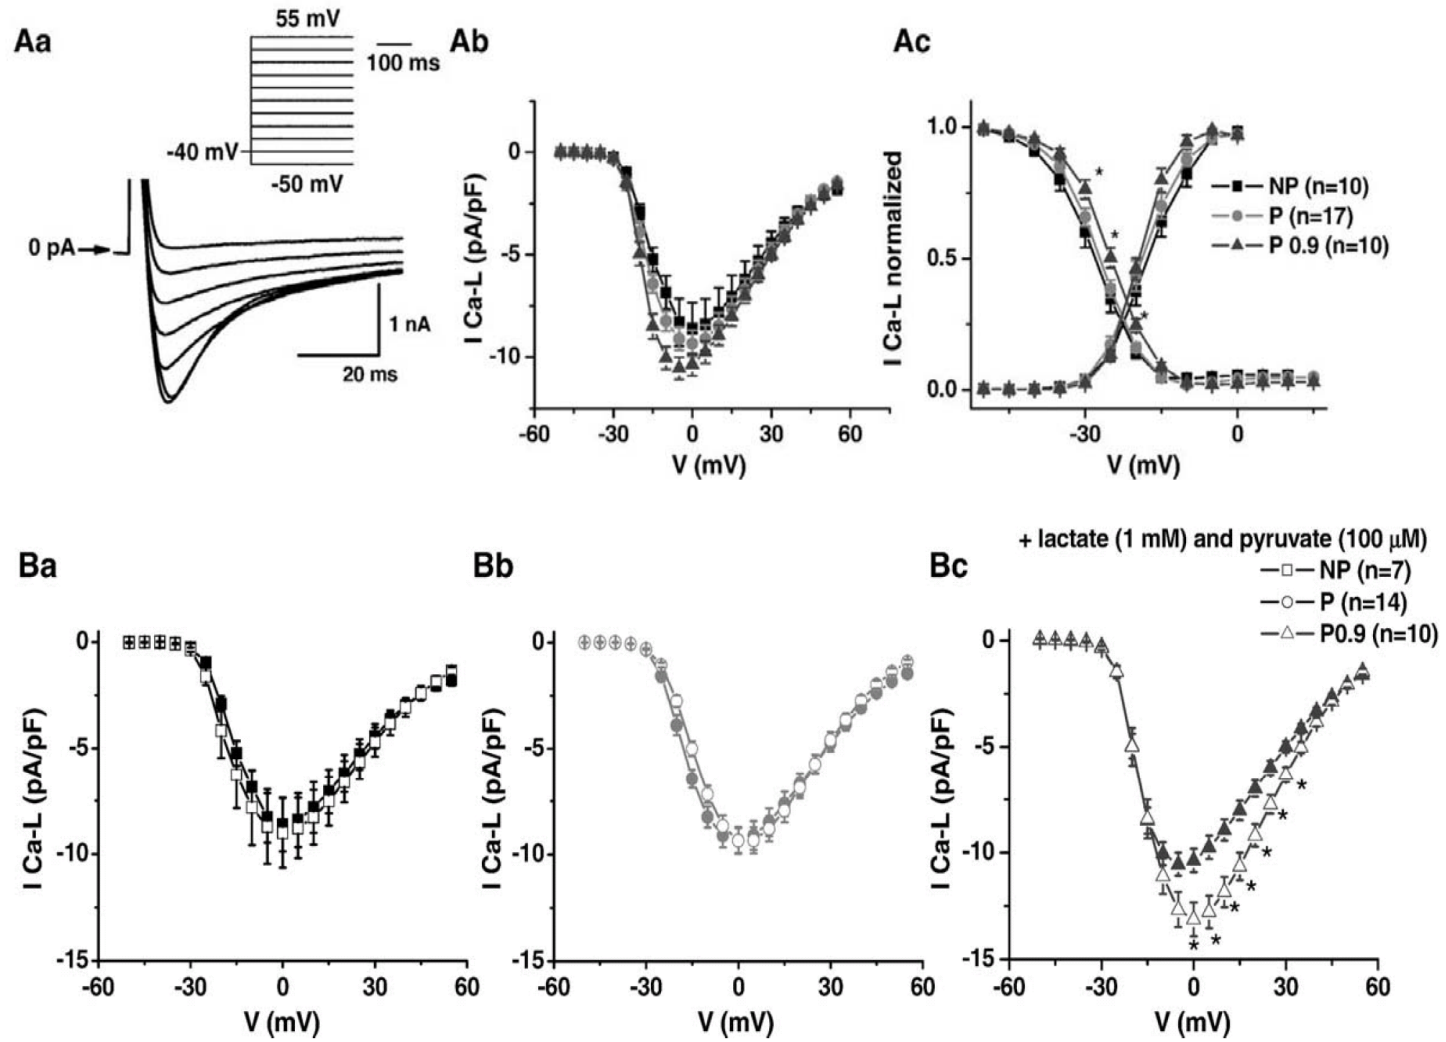 Aa
55 mV
100 ms
-40 mV
-50 mV
0 pA
1 nA
20 ms
Ab
0
-5
-10
I Ca-L (pA/pF)
-60 -30 0 30 60
V (mV)
Ac
1.0
0.5
0.0
I Ca-L normalized
*
*
*
NP (n=10)
P (n=17)
P 0.9 (n=10)
-30 0
V (mV)
Ba
0
-5
-10
-15
I Ca-L (pA/pF)
-60 -30 0 30 60
V (mV)
Bb
0
-5
-10
-15
I Ca-L (pA/pF)
-60 -30 0 30 60
V (mV)
Bc
+ lactate (1 mM) and pyruvate (100 µM)
NP (n=7)
P (n=14)
P0.9 (n=10)
0
-5
-10
-15
I Ca-L (pA/pF)
* * * * * * * *
-60 -30 0 30 60
V (mV)